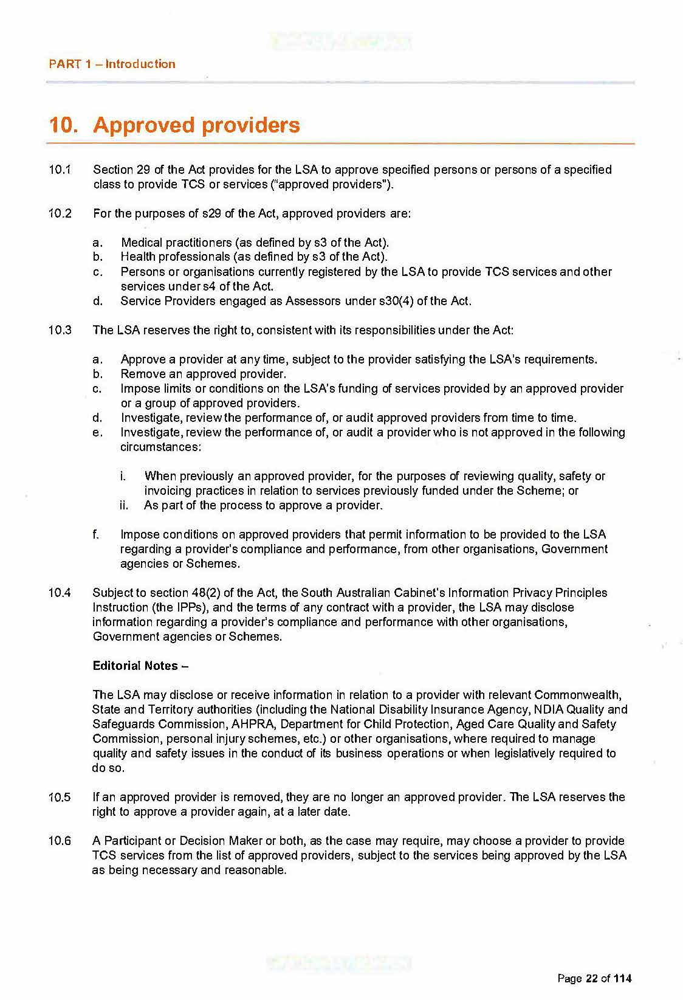 PART 1 – Introduction
10. Approved providers
10.1 Section 29 of the Act provides for the LSA to approve specified persons or persons of a specified
class to provide TCS or services ("approved providers").
10.2 For the purposes of s29 of the Act, approved providers are:
a. Medical practitioners (as defined by s3 of the Act).
b. Health professionals (as defined by s3 of the Act).
c. Persons or organisations currently registered by the LSA to provide TCS services and other
services under s4 of the Act.
d. Service Providers engaged as Assessors under s30(4) of the Act.
10.3 The LSA reserves the right to, consistent with its responsibilities under the Act:
a. Approve a provider at any time, subject to the provider satisfying the LSA's requirements.
b. Remove an approved provider.
c. Impose limits or conditions on the LSA's funding of services provided by an approved provider
or a group of approved providers.
d. Investigate, review the performance of, or audit approved providers from time to time.
e. Investigate, review the performance of, or audit a provider who is not approved in the following
circumstances:
i. When previously an approved provider, for the purposes of reviewing quality, safety or
invoicing practices in relation to services previously funded under the Scheme; or
ii. As part of the process to approve a provider.
f. Impose conditions on approved providers that permit information to be provided to the LSA
regarding a provider's compliance and performance, from other organisations, Government
agencies or Schemes.
10.4 Subject to section 48(2) of the Act, the South Australian Cabinet's Information Privacy Principles
Instruction (the IPPs), and the terms of any contract with a provider, the LSA may disclose
information regarding a provider's compliance and performance with other organisations,
Government agencies or Schemes.
Editorial Notes –
The LSA may disclose or receive information in relation to a provider with relevant Commonwealth,
State and Territory authorities (including the National Disability Insurance Agency, NDIA Quality and
Safeguards Commission, AHPRA, Department for Child Protection, Aged Care Quality and Safety
Commission, personal injury schemes, etc.) or other organisations, where required to manage
quality and safety issues in the conduct of its business operations or when legislatively required to
do so.
10.5 If an approved provider is removed, they are no longer an approved provider. The LSA reserves the
right to approve a provider again, at a later date.
10.6 A Participant or Decision Maker or both, as the case may require, may choose a provider to provide
TCS services from the list of approved providers, subject to the services being approved by the LSA
as being necessary and reasonable.
Page 22 of 114